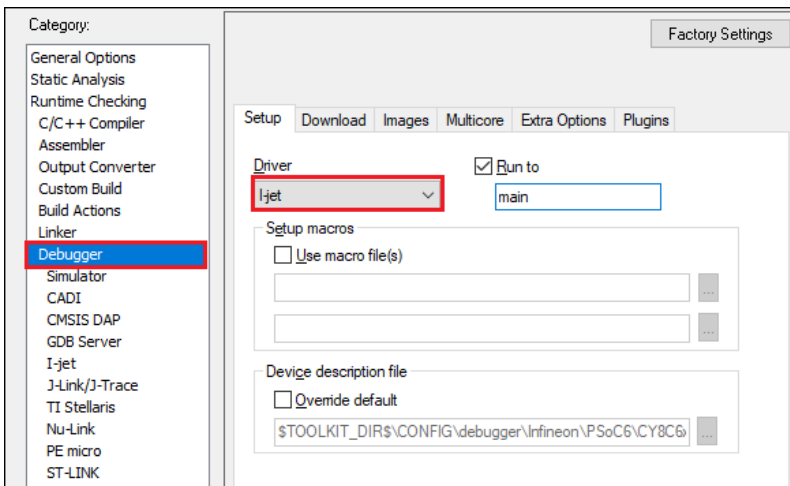 Category:
Factory Settings
General Options
Static Analysis
Runtime Checking
C/C++ Compiler
Assembler
Output Converter
Custom Build
Build Actions
Linker
Debugger
Simulator
CADI
CMSIS DAP
GDB Server
I-jet
J-Link/J-Trace
TI Stellaris
Nu-Link
PE micro
ST-LINK
Setup Download Images Multicore Extra Options Plugins
Driver Run to
I-jet main
Setup macros
Use macro file(s)
...
...
Device description file
Override default
$TOOLKIT_DIR$\CONFIG\debugger\Infineon\PSoC6\CY8C6 ...